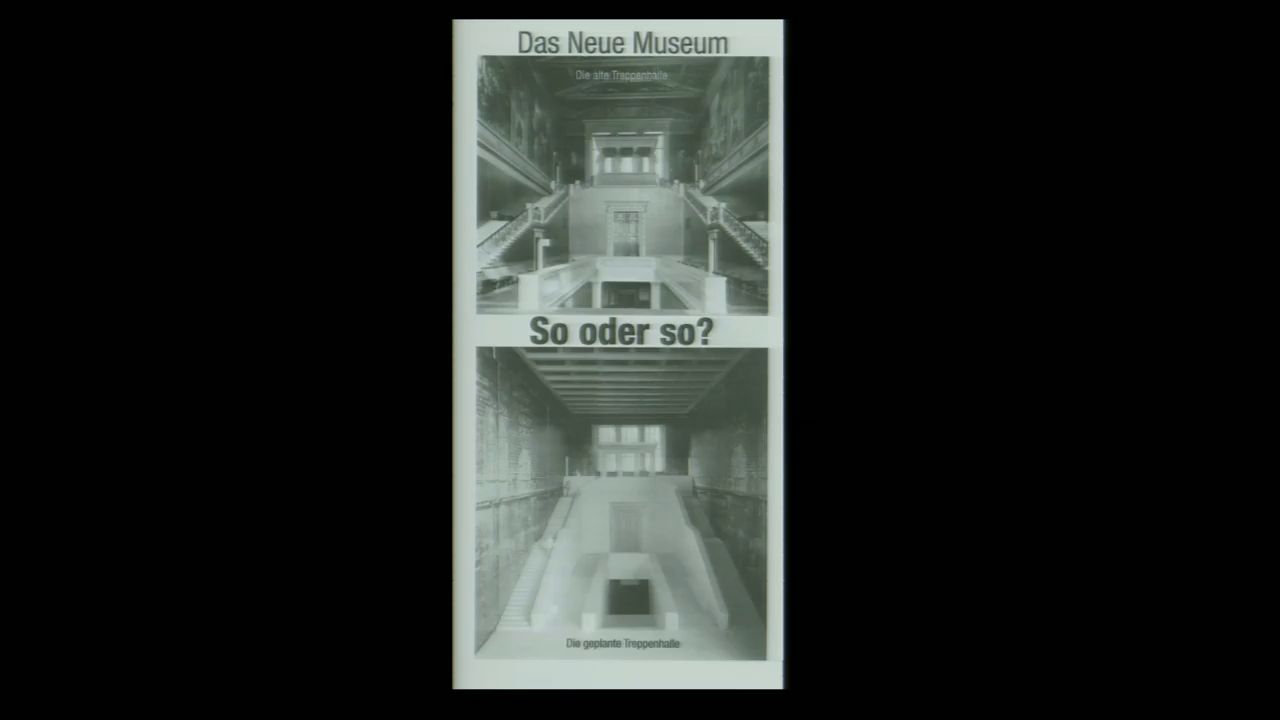 Das Neue Museum
Die alte Treppenhalle
So oder so?
Die geplante Treppenhalle